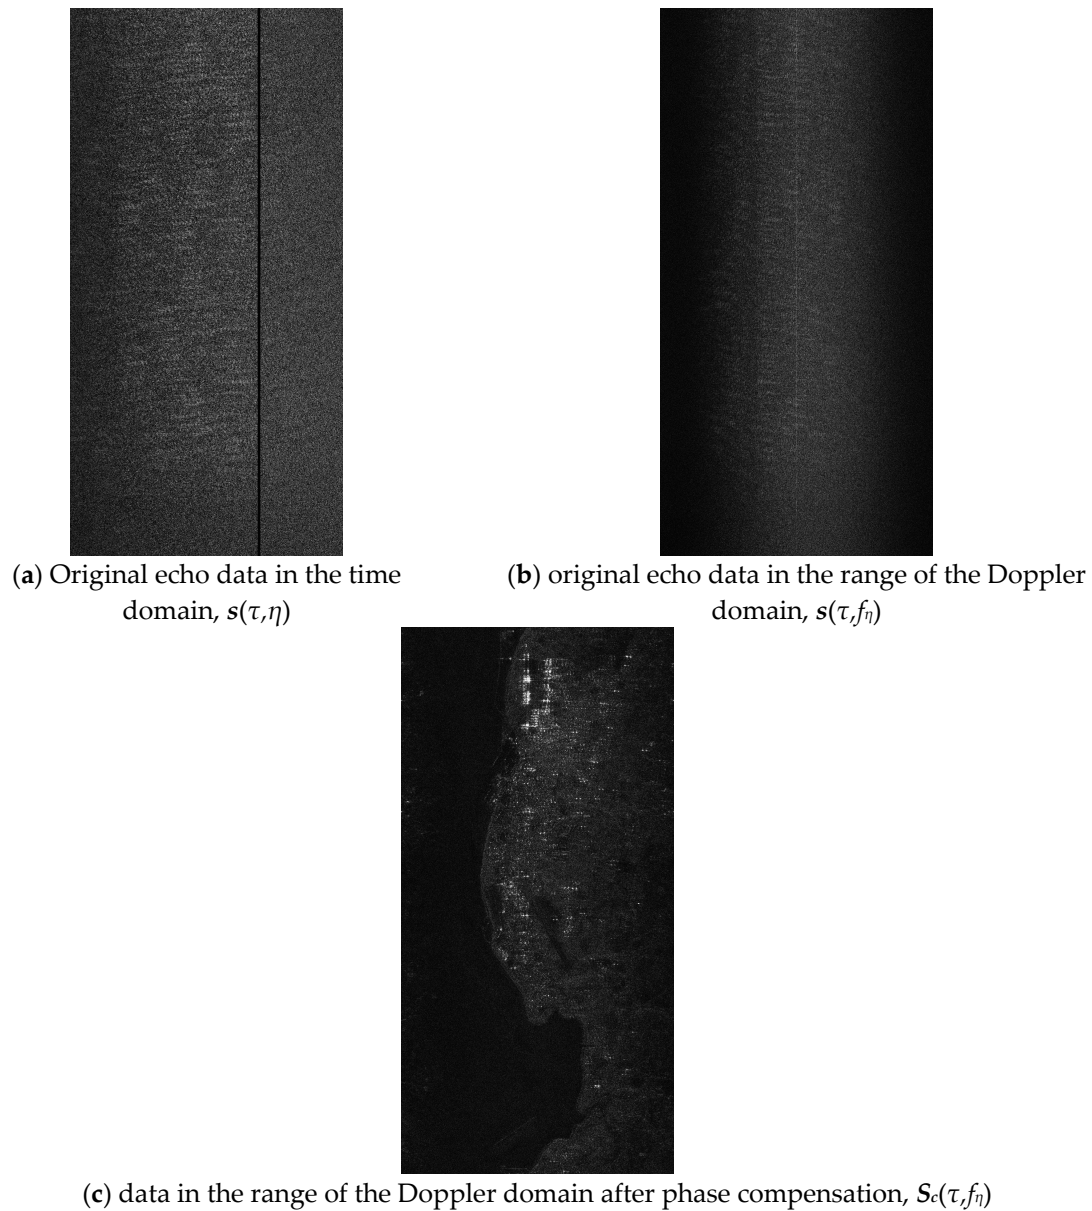 (a) Original echo data in the time
domain, s(τ,η)
(b) original echo data in the range of the Doppler
domain, s(τ,fη)
(c) data in the range of the Doppler domain after phase compensation, Sc(τ,fη)